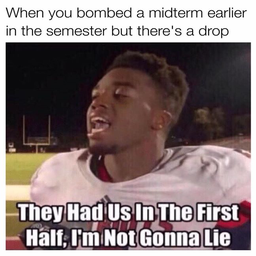 When you bombed a midterm earlier
in the semester but there's a drop
They Had Us In The First
Half, I'm Not Gonna Lie